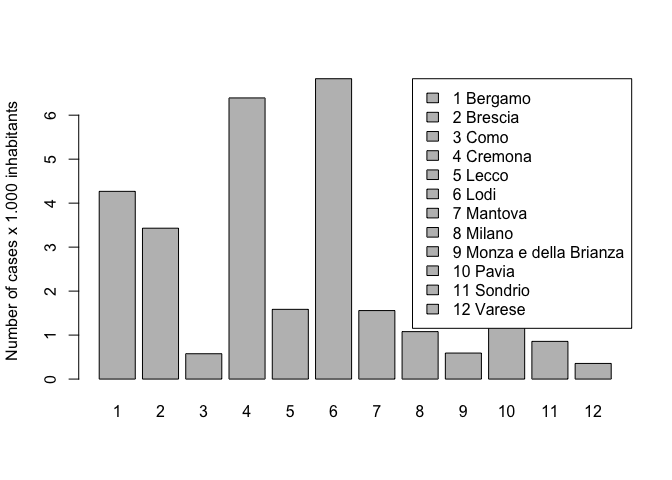 Number of cases x 1.000 inhabitants
6
5
4
3
2
1
0
1 Bergamo
2 Brescia
3 Como
4 Cremona
5 Lecco
6 Lodi
7 Mantova
8 Milano
9 Monza e della Brianza
10 Pavia
11 Sondrio
12 Varese
1 2 3 4 5 6 7 8 9 10 11 12